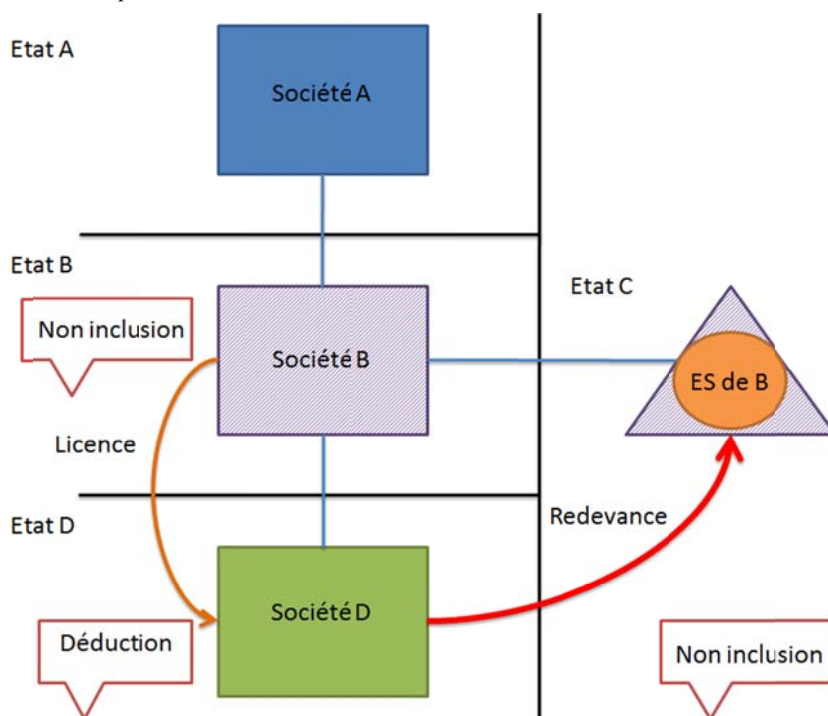 Etat A
Société A
Etat B
Etat C
Non inclusion
Société B
ES de B
Licence
Etat D
Redevance
Société D
Déduction
Non inclusion